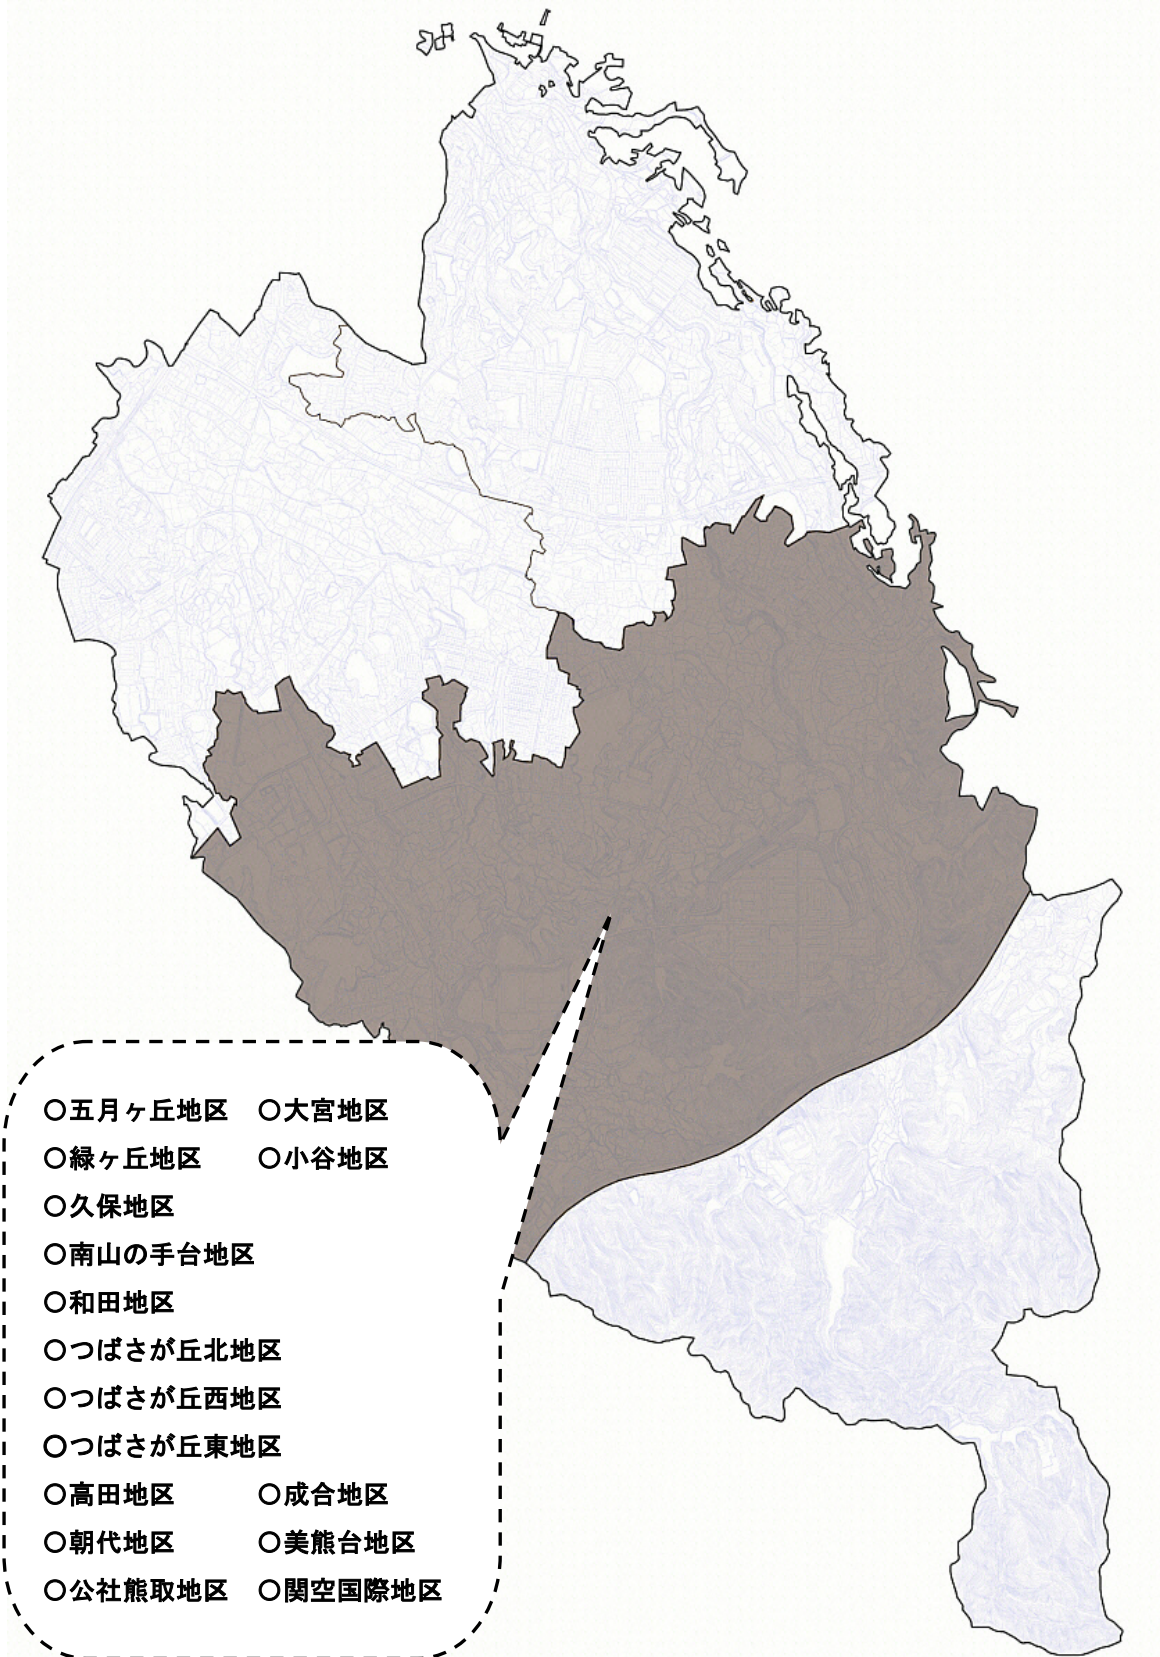 ○五月ヶ丘地区　○大宮地区
○緑ヶ丘地区　○小谷地区
○久保地区
○南山の手台地区
○和田地区
○つばさが丘北地区
○つばさが丘西地区
○つばさが丘東地区
○高田地区　○成合地区
○朝代地区　○美熊台地区
○公社熊取地区　○関空国際地区